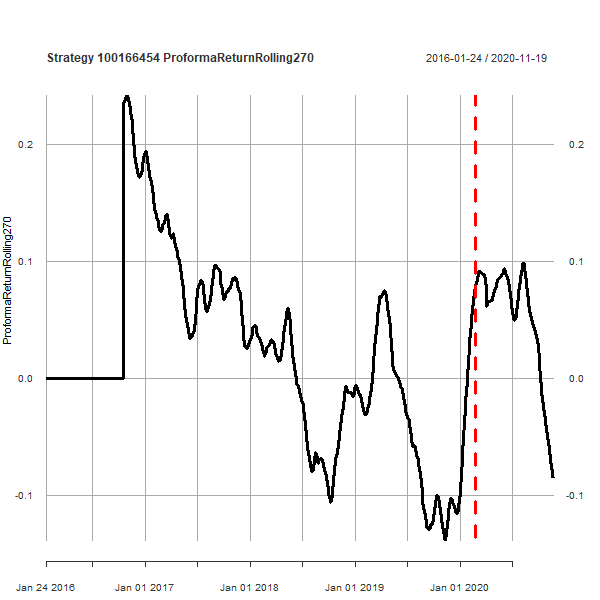 Strategy 100166454 ProformaReturnRolling270
2016-01-24 / 2020-11-19
ProformaReturnRolling270
0.2
0.2
0.1
0.1
0.0
0.0
-0.1
-0.1
Jan 24 2016
Jan 01 2017
Jan 01 2018
Jan 01 2019
Jan 01 2020